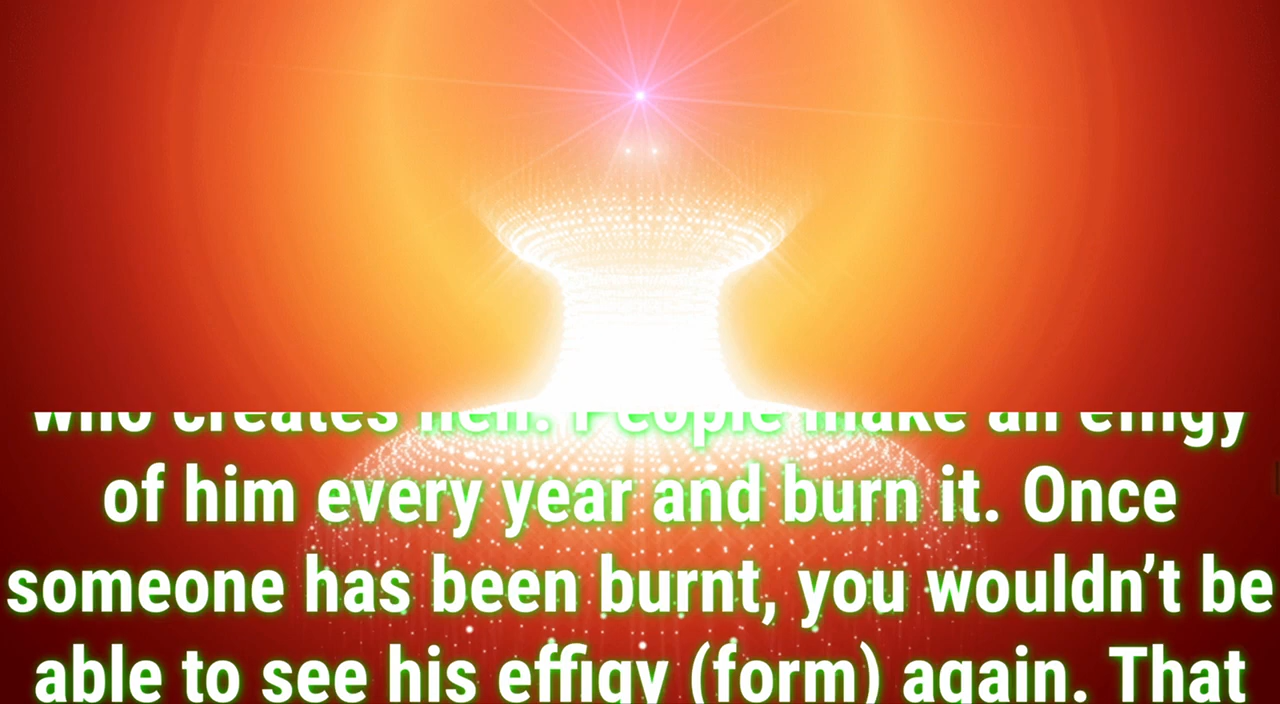 who creates hell. People make an effigy
of him every year and burn it. Once
someone has been burnt, you wouldn’t be
able to see his effigy (form) again. That